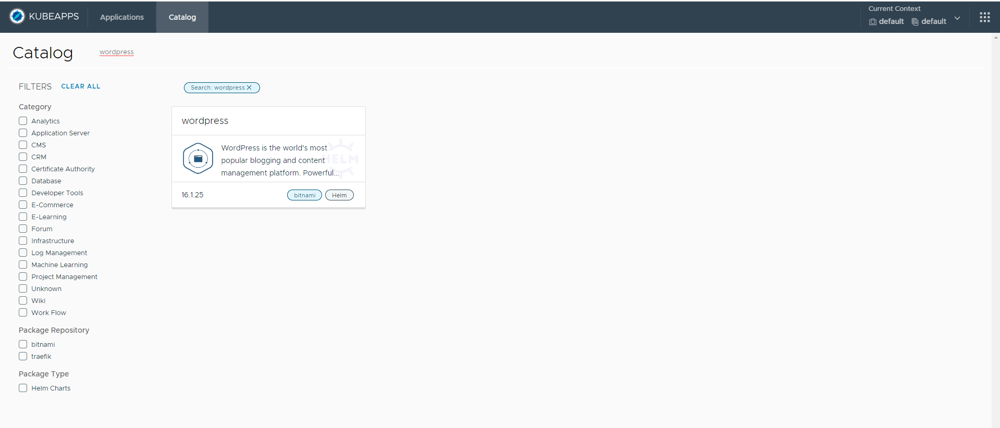 KUBEAPPS
Applications
Catalog
Current Context
default default
Catalog
wordpress
FILTERS CLEAR ALL
Category
Analytics
Application Server
CMS
CRM
Certificate Authority
Database
Developer Tools
E-Commerce
E-Learning
Forum
Infrastructure
Log Management
Machine Learning
Project Management
Unknown
Wiki
Work Flow
Package Repository
bitnami
traefik
Package Type
Helm Charts
Search: wordpress
wordpress
WordPress is the world's most
popular blogging and content
management platform. Powerful...
HELM
16.1.25
bitnami
Helm